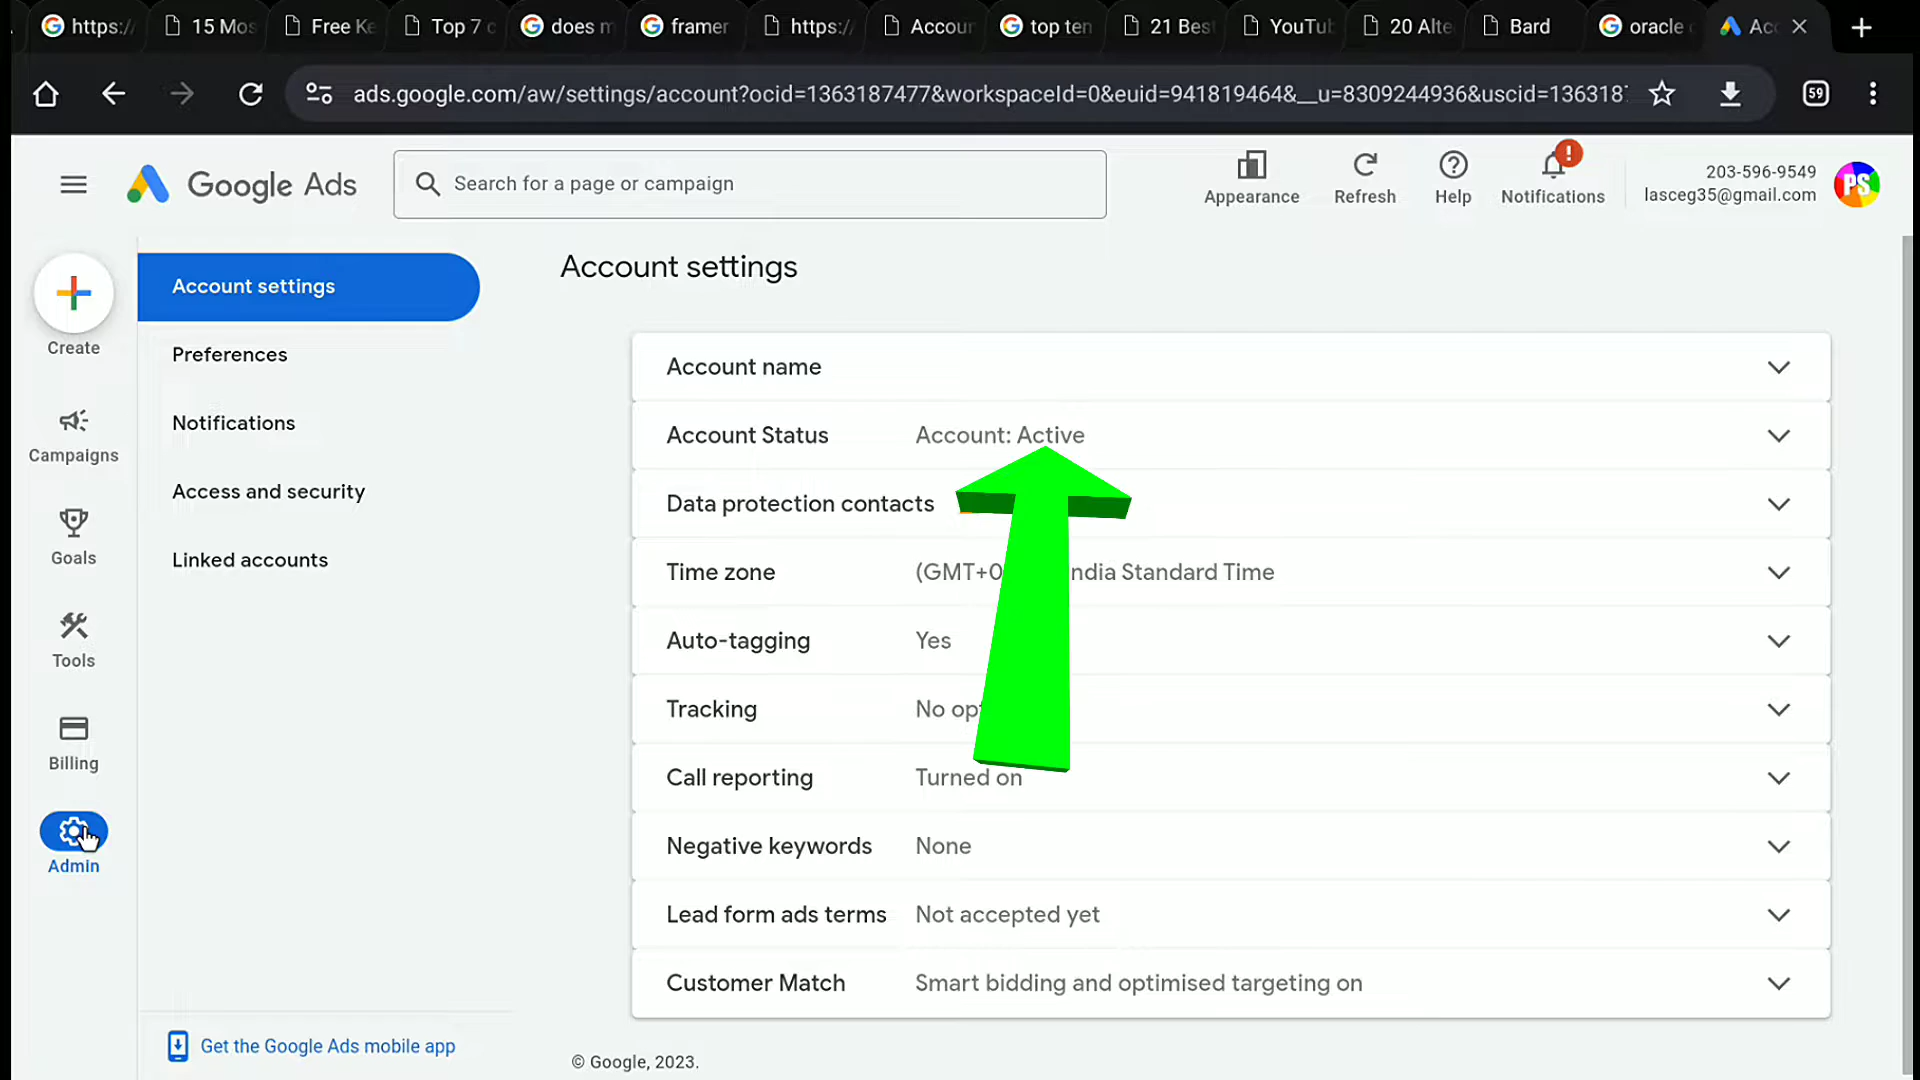 https:/
15 Mos
Free Ke
Top 7 c
does m
framer
https:/
Accoun
top ten
21 Best
YouTub
20 Alte
Bard
oracle
Acc
ads.google.com/aw/settings/account?ocid=1363187477&workspaceId=0&euid=941819464&__u=8309244936&uscid=136318
59
Google Ads
Search for a page or campaign
Appearance
Refresh
Help
Notifications
203-596-9549
lasceg35@gmail.com
PS
Create
Campaigns
Goals
Tools
Billing
Admin
Account settings
Preferences
Notifications
Access and security
Linked accounts
Get the Google Ads mobile app
Account settings
Account name
Account Status Account: Active
Data protection contacts
Time zone (GMT+0 ndia Standard Time
Auto-tagging Yes
Tracking No opt
Call reporting Turned on
Negative keywords None
Lead form ads terms Not accepted yet
Customer Match Smart bidding and optimised targeting on
© Google, 2023.